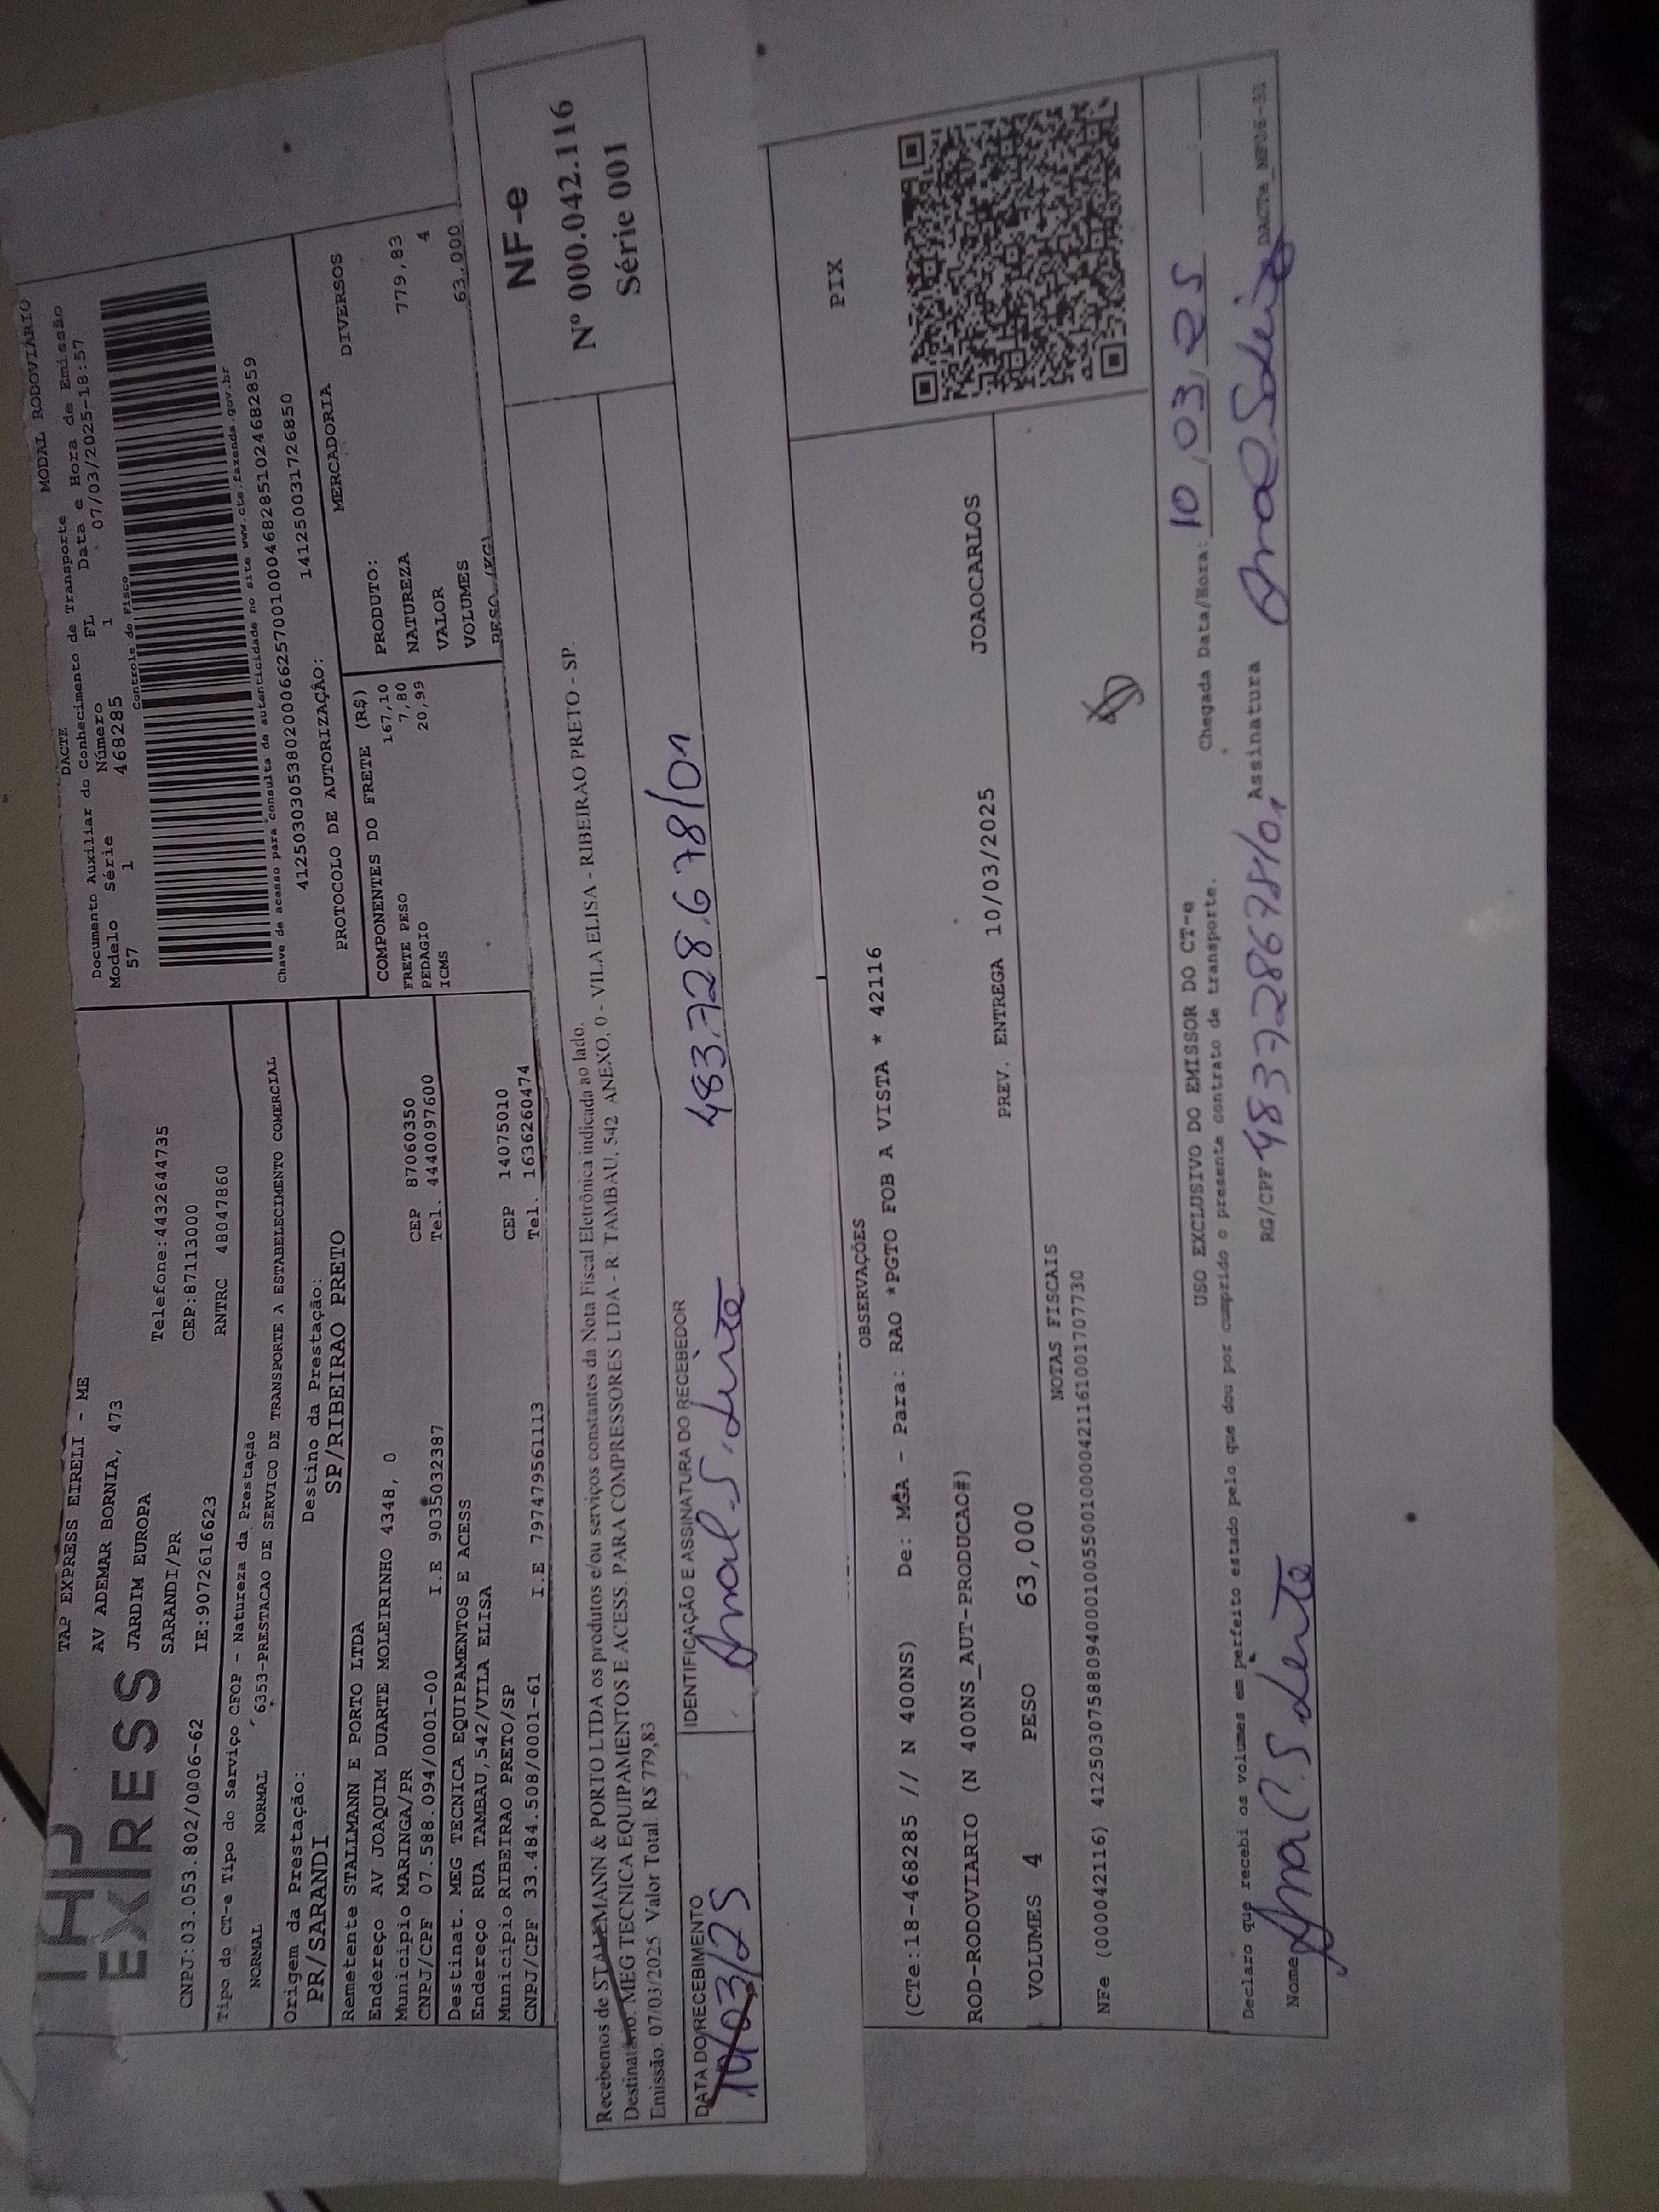 EXPRESS
TAP EXPRESS EIRELI - ME
AV ADEMAR BORNIA, 473
JARDIM EUROPA
SARANDI/PR
Telefone:4432644735
CEP:87113000
CNPJ:03.053.802/0006-62
IE:9072616623
RNTRC 48047860
DACTE
MODAL RODOVIÁRIO
Documento Auxiliar do Conhecimento de Transporte
Modelo Série Número FL Data e Hora de Emissão
57 1 468285 1 07/03/2025-18:57
Controle do Fisco
Chave de acesso para consulta de autenticidade no site www.cte.fazenda.gov.br
41250303053802000662570010004682851024682859
PROTOCOLO DE AUTORIZAÇÃO: 141250031726850
Tipo do CT-e Tipo do Serviço CFOP - Natureza da Prestação
NORMAL NORMAL 6353-PRESTACAO DE SERVICO DE TRANSPORTE A ESTABELECIMENTO COMERCIAL
Origem da Prestação: Destino da Prestação:
PR/SARANDI SP/RIBEIRAO PRETO
Remetente STALLMANN E PORTO LTDA
Endereço AV JOAQUIM DUARTE MOLEIRINHO 4348, 0
Município MARINGA/PR CEP 87060350
CNPJ/CPF 07.588.094/0001-00 I.E 9035032387 Tel. 4440097600
Destinat. MEG TECNICA EQUIPAMENTOS E ACESS
Endereço RUA TAMBAU,542/VILA ELISA
Município RIBEIRAO PRETO/SP CEP 14075010
CNPJ/CPF 33.484.508/0001-61 I.E 797479561113 Tel. 1636260474
COMPONENTES DO FRETE (R$)
FRETE PESO 167,10
PEDAGIO 7,80
ICMS 20,99
MERCADORIA
PRODUTO: DIVERSOS
NATUREZA
VALOR 779,83
VOLUMES 4
PESO (KG) 63,000
Recebemos de STALLEMANN & PORTO LTDA os produtos e/ou serviços constantes da Nota Fiscal Eletrônica indicada ao lado.
Destinatário: MEG TECNICA EQUIPAMENTOS E ACESS. PARA COMPRESSORES LTDA - R: TAMBAU, 542 ANEXO, 0 - VILA ELISA - RIBEIRAO PRETO - SP.
Emissão: 07/03/2025 Valor Total: R$ 779,83
NF-e
Nº 000.042.116
Série 001
DATA DO RECEBIMENTO
10/03/25
IDENTIFICAÇÃO E ASSINATURA DO RECEBEDOR
483.728.678/01
OBSERVAÇÕES
PIX
(CTe:18-468285 // N 400NS) De: MGA - Para: RAO *PGTO FOB A VISTA * 42116
ROD-RODOVIARIO (N 400NS_AUT-PRODUCAO#)
VOLUMES 4 PESO 63,000 PREV. ENTREGA 10/03/2025 JOAOCARLOS
NOTAS FISCAIS
NFe (000042116) 41250307588094000100550010000421161001707730
USO EXCLUSIVO DO EMISSOR DO CT-e
Declaro que recebi os volumes em perfeito estado pelo que dou por cumprido o presente contrato de transporte.
Chegada Data/Hora: 10/03/25
Nome RG/CPF 483728678/01 Assinatura
DACTe_MF06-31